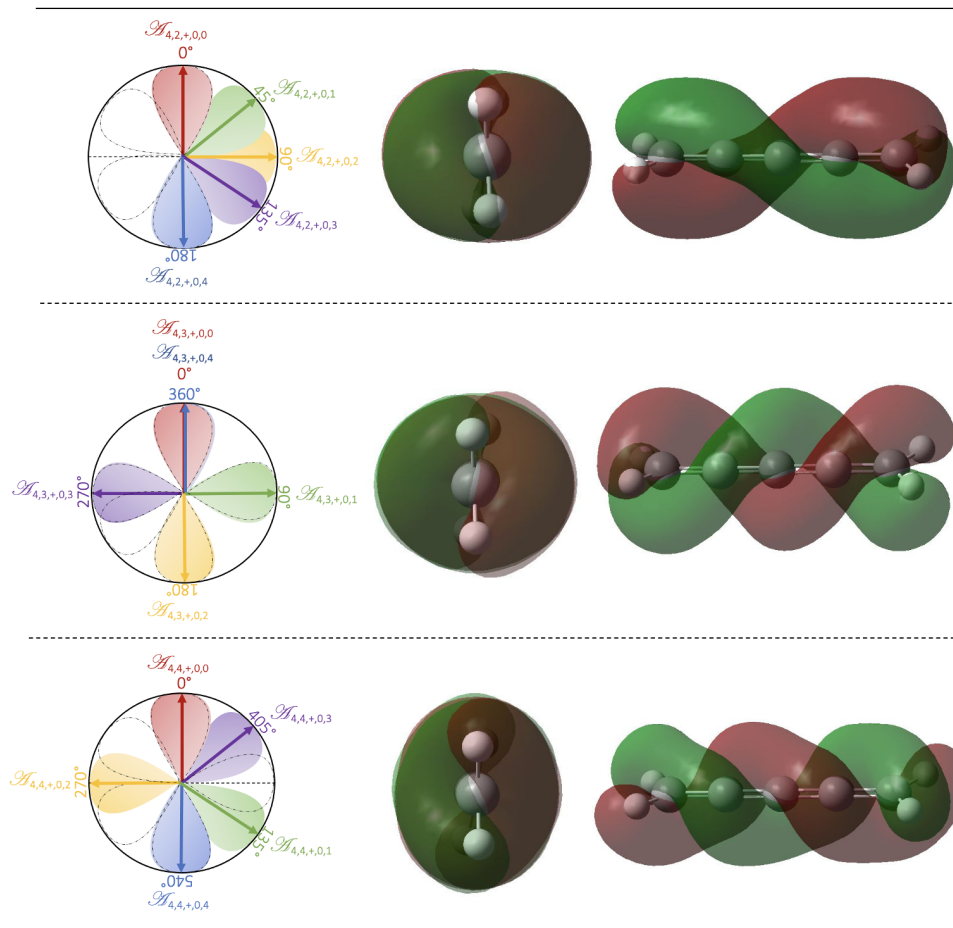 𝒜4,2,+,0,0
0°
45°
𝒜4,2,+,0,1
90°
𝒜4,2,+,0,2
135°
𝒜4,2,+,0,3
180°
𝒜4,2,+,0,4
𝒜4,3,+,0,0
𝒜4,3,+,0,4
0°
360°
𝒜4,3,+,0,3
270°
90°
𝒜4,3,+,0,1
180°
𝒜4,3,+,0,2
𝒜4,4,+,0,0
0°
405°
𝒜4,4,+,0,3
𝒜4,4,+,0,2
270°
135°
𝒜4,4,+,0,1
540°
𝒜4,4,+,0,4